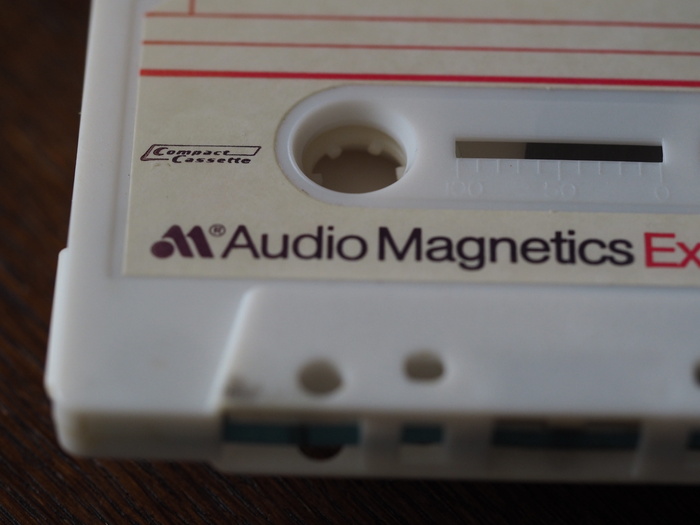 Compact
Cassette
100 50 0
®Audio Magnetics Ex